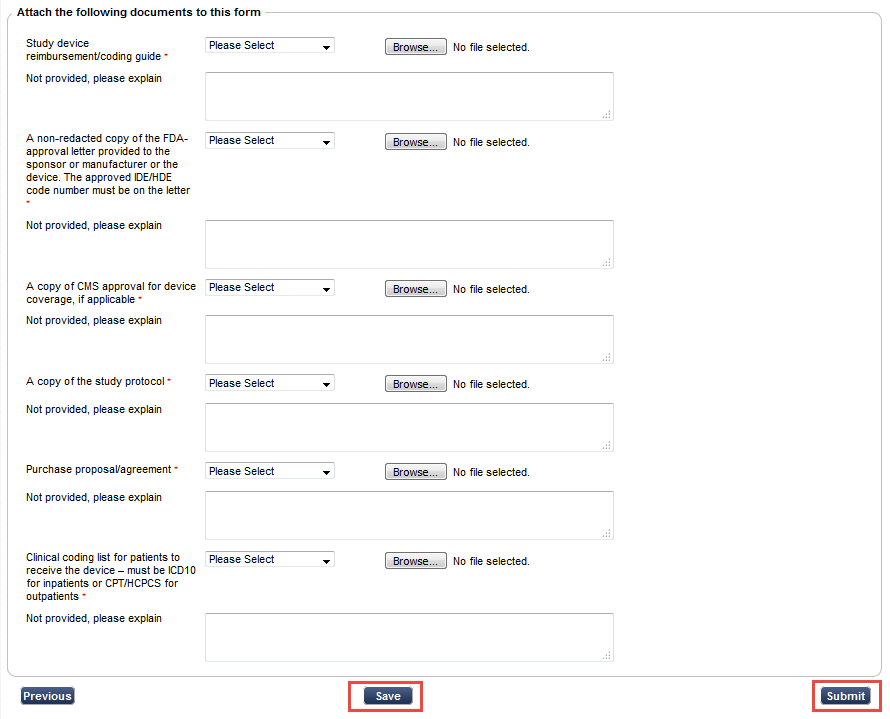 Attach the following documents to this form
Study device
reimbursement/coding guide *
Please Select
Browse... No file selected.
Not provided, please explain
A non-redacted copy of the FDA-
approval letter provided to the
sponsor or manufacturer or the
device. The approved IDE/HDE
code number must be on the letter
*
Please Select
Browse... No file selected.
Not provided, please explain
A copy of CMS approval for device
coverage, if applicable *
Please Select
Browse... No file selected.
Not provided, please explain
A copy of the study protocol *
Please Select
Browse... No file selected.
Not provided, please explain
Purchase proposal/agreement *
Please Select
Browse... No file selected.
Not provided, please explain
Clinical coding list for patients to
receive the device – must be ICD10
for inpatients or CPT/HCPCS for
outpatients *
Please Select
Browse... No file selected.
Not provided, please explain
Previous
Save
Submit